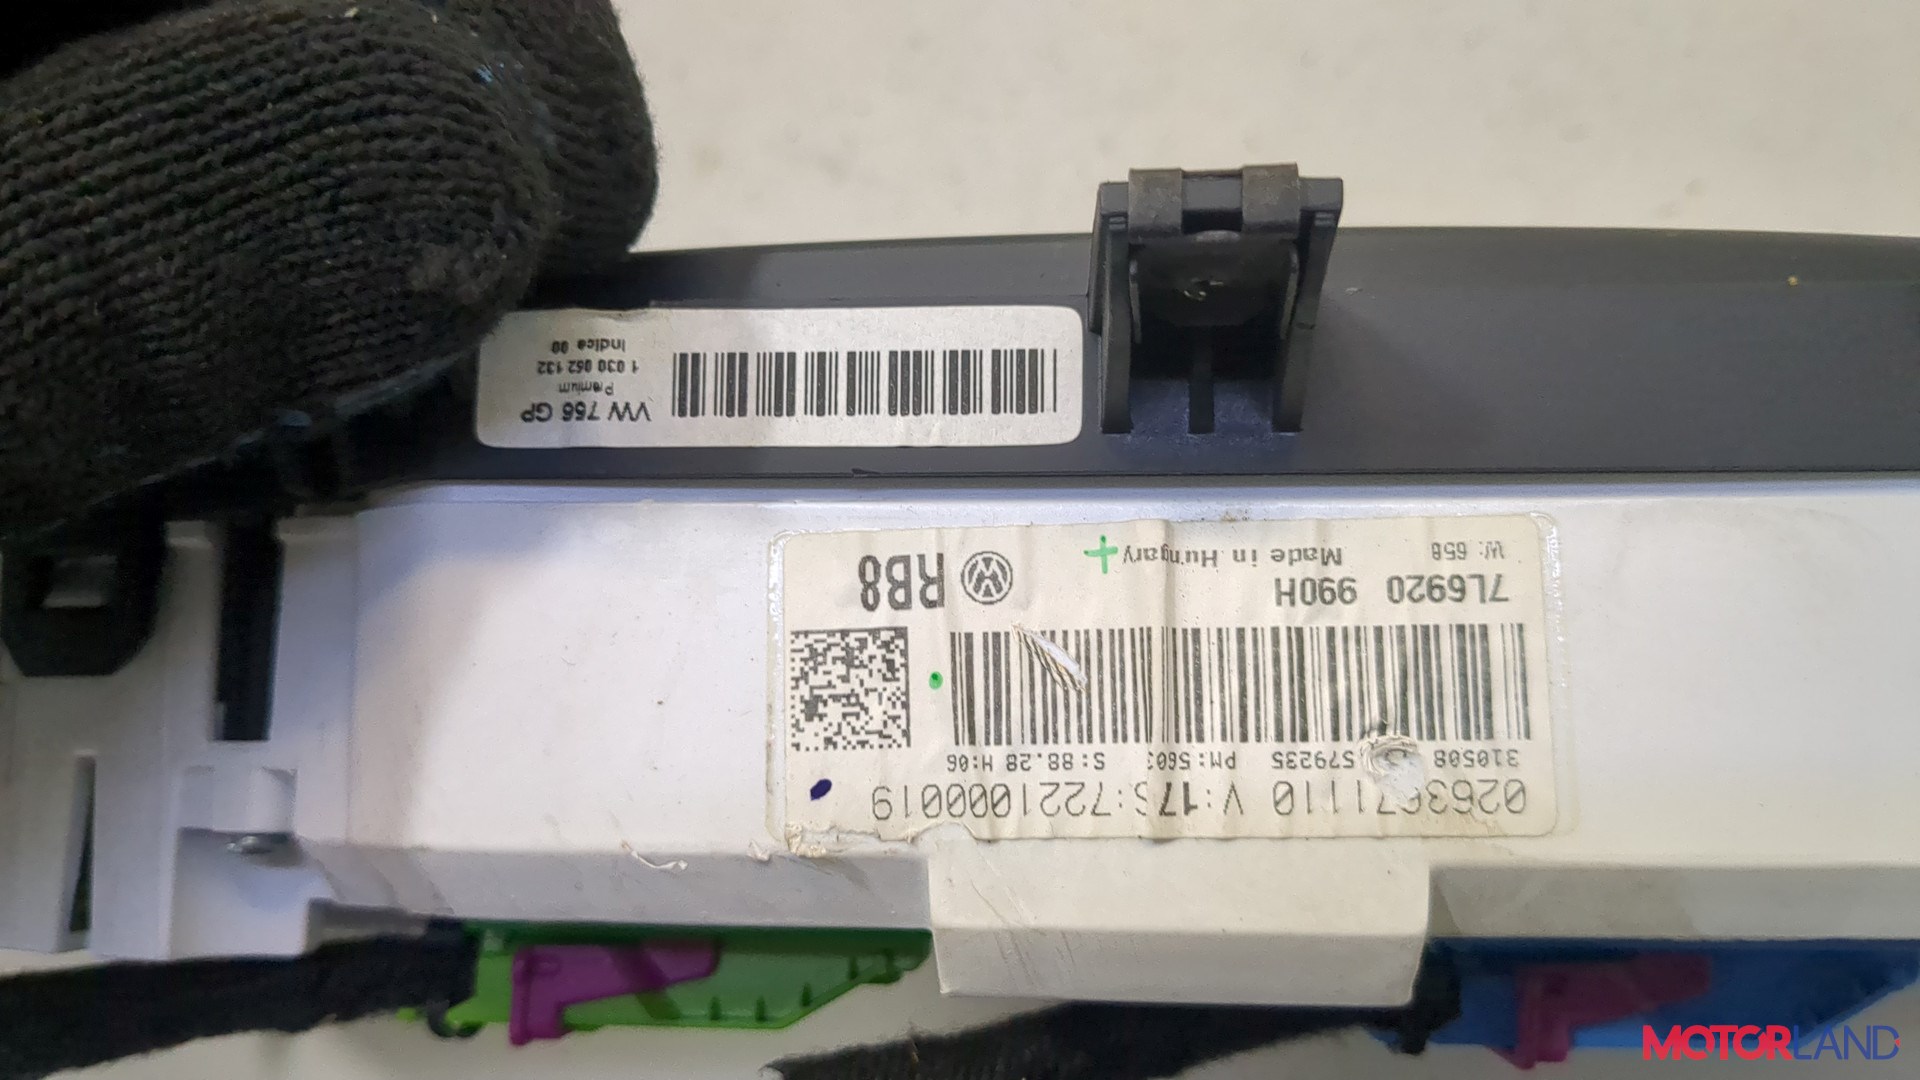 0263671110 V:17S:7221000019
310508 579235 PM:5603 S:88.28 H:06
7L6920 990H RB8
W: 658 Made in Hungary
VW 756 GP
Premium
1 030 052 132
Indice 00
MOTORLAND